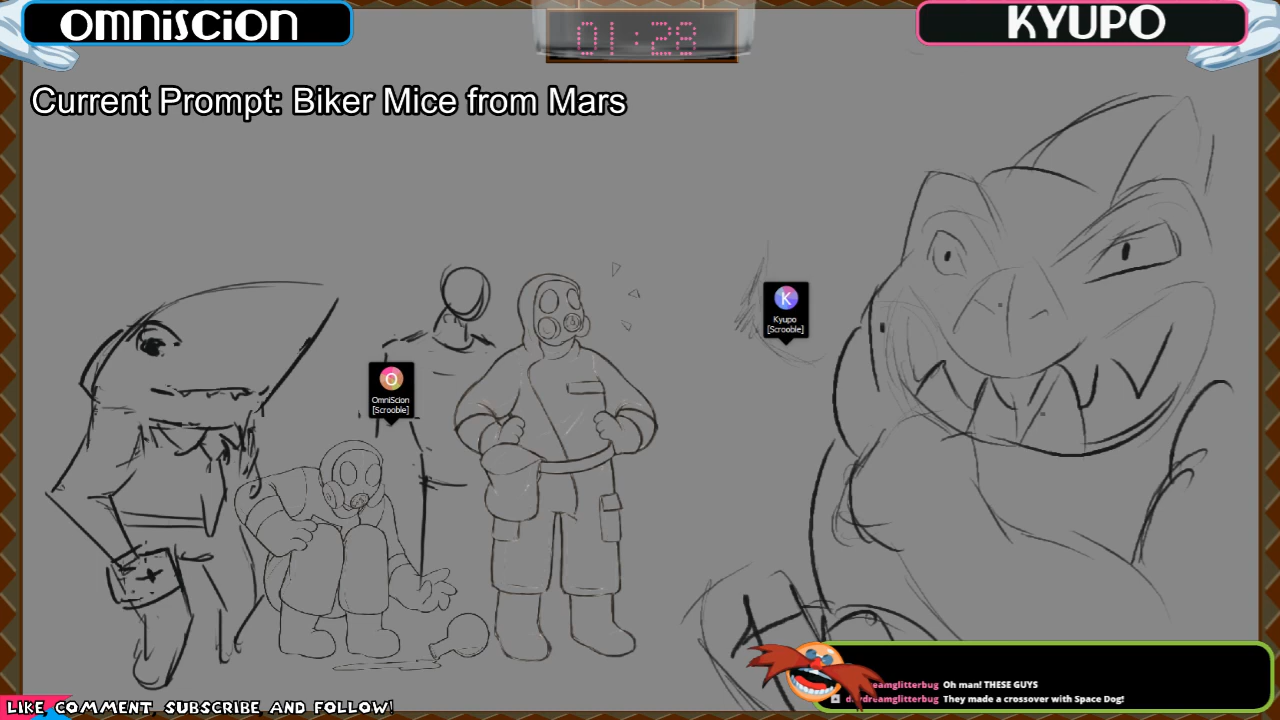 OMNISCION
01:28
KYUPO
Current Prompt: Biker Mice from Mars
K
Kyupo
[Scrooble]
O
OmniScion
[Scrooble]
Oh man! THESE GUYS
They made a crossover with Space Dog!
LIKE COMMENT SUBSCRIBE AND FOLLOW!